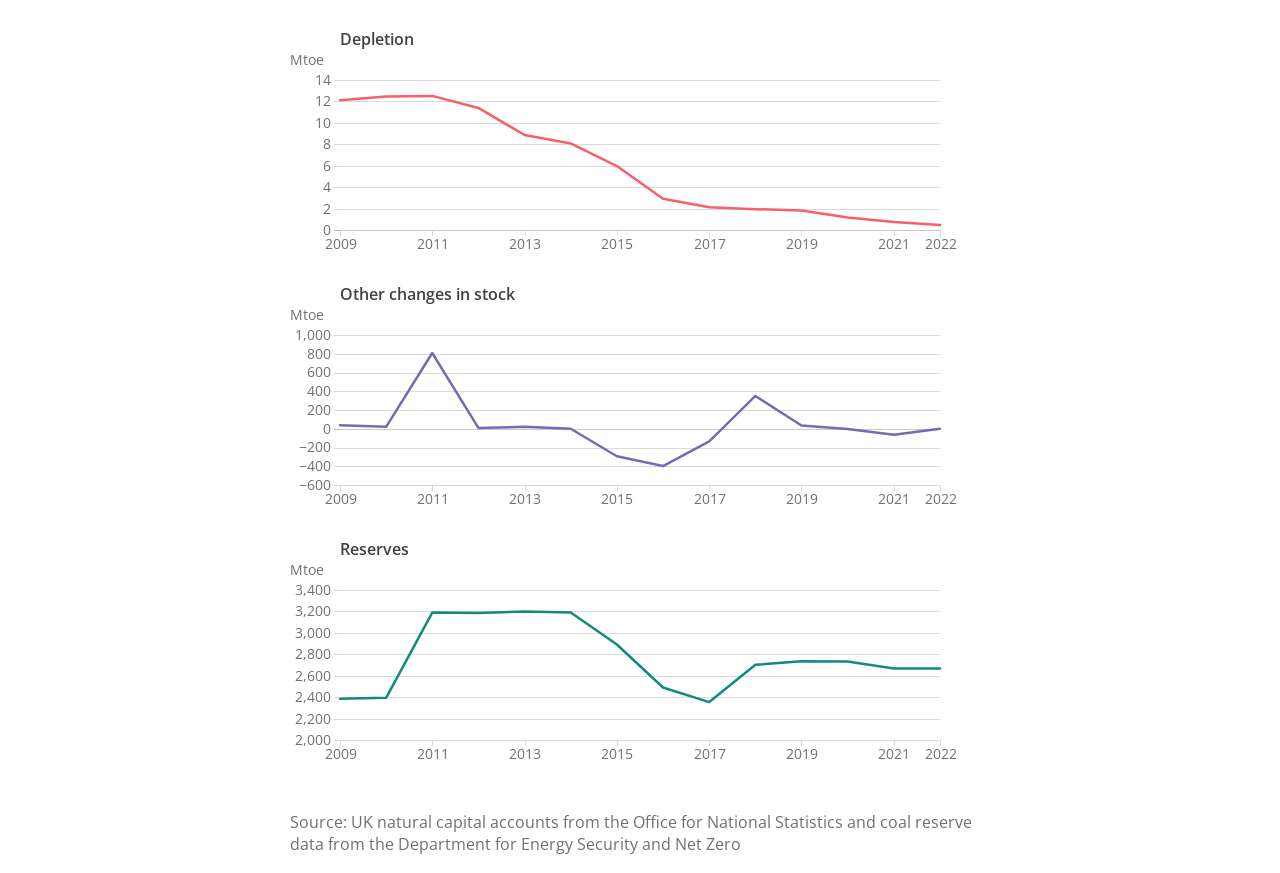 Depletion
Mtoe
14
12
10
8
6
4
2
0
2009 2011 2013 2015 2017 2019 2021 2022
Other changes in stock
Mtoe
1,000
800
600
400
200
0
−200
−400
−600
2009 2011 2013 2015 2017 2019 2021 2022
Reserves
Mtoe
3,400
3,200
3,000
2,800
2,600
2,400
2,200
2,000
2009 2011 2013 2015 2017 2019 2021 2022
Source: UK natural capital accounts from the Office for National Statistics and coal reserve
data from the Department for Energy Security and Net Zero